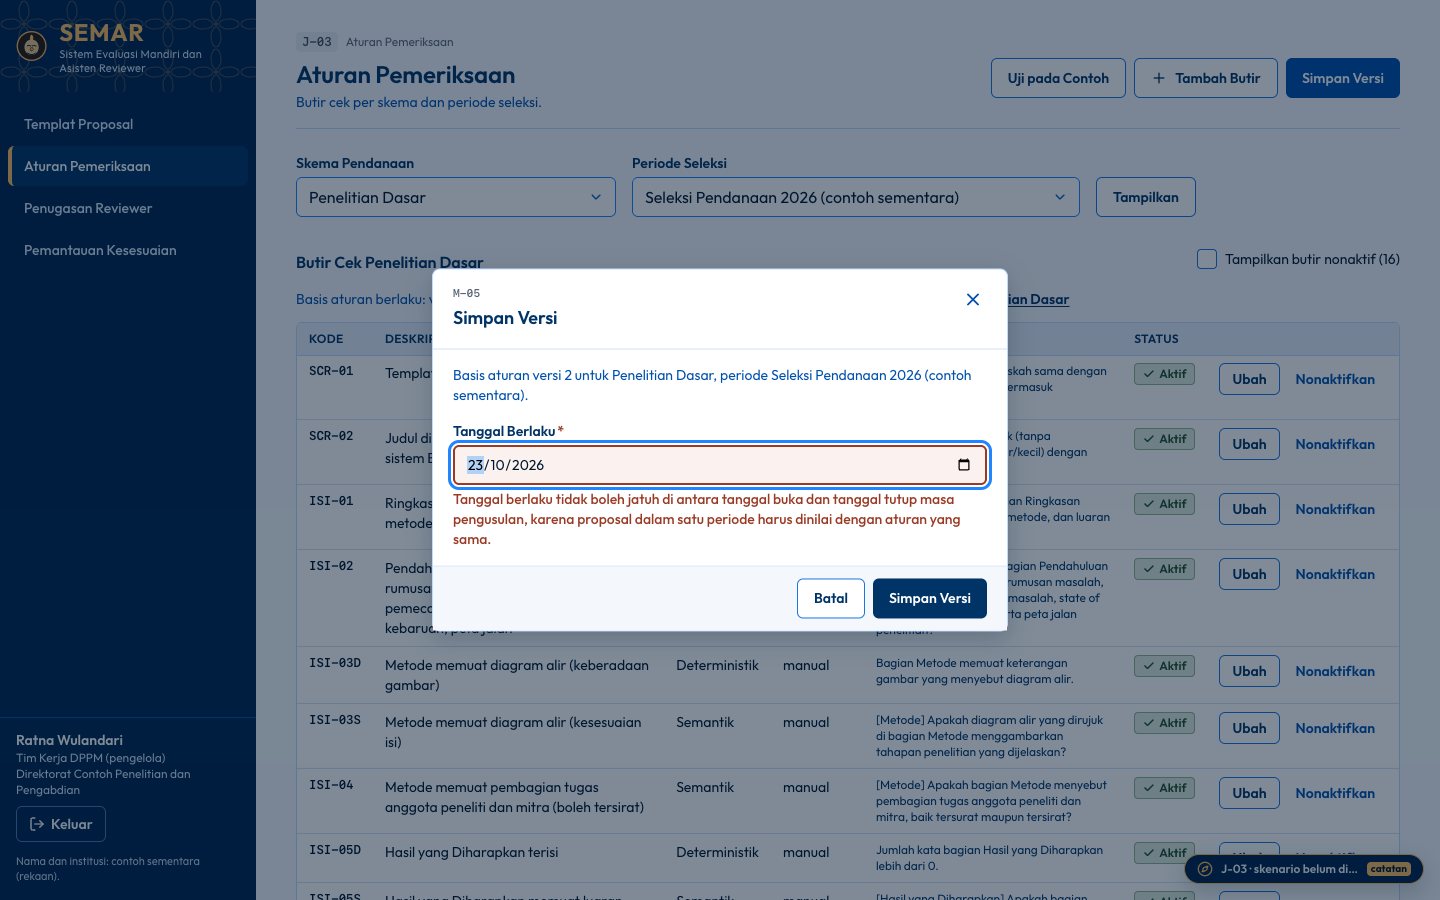 SEMAR
Sistem Evaluasi Mandiri dan
Asisten Reviewer
Templat Proposal
Aturan Pemeriksaan
Penugasan Reviewer
Pemantauan Kesesuaian
Ratna Wulandari
Tim Kerja DPPM (pengelola)
Direktorat Contoh Penelitian dan
Pengabdian
Keluar
Nama dan institusi: contoh sementara
(rekaan).
J-03 Aturan Pemeriksaan
Aturan Pemeriksaan
Butir cek per skema dan periode seleksi.
Uji pada Contoh
Tambah Butir
Simpan Versi
Skema Pendanaan
Penelitian Dasar
Periode Seleksi
Seleksi Pendanaan 2026 (contoh sementara)
Tampilkan
Butir Cek Penelitian Dasar
Tampilkan butir nonaktif (16)
Basis aturan berlaku:
ian Dasar
KODE
STATUS
SCR-01
skah sama dengan
ermasuk
Aktif
Ubah
Nonaktifkan
SCR-02
Judul
sistem
k (tanpa
r/kecil) dengan
Aktif
Ubah
Nonaktifkan
ISI-01
metode
an Ringkasan
metode, dan luaran
Aktif
Ubah
Nonaktifkan
ISI-02
agian Pendahuluan
rumusan masalah,
masalah, state of
rta peta jalan
Aktif
Ubah
Nonaktifkan
M-05
Simpan Versi
Basis aturan versi 2 untuk Penelitian Dasar, periode Seleksi Pendanaan 2026 (contoh
sementara).
Tanggal Berlaku *
23/10/2026
Tanggal berlaku tidak boleh jatuh di antara tanggal buka dan tanggal tutup masa
pengusulan, karena proposal dalam satu periode harus dinilai dengan aturan yang
sama.
Batal
Simpan Versi
ISI-03D
Metode memuat diagram alir (keberadaan
gambar)
Deterministik
manual
Bagian Metode memuat keterangan
gambar yang menyebut diagram alir.
Aktif
Ubah
Nonaktifkan
ISI-03S
Metode memuat diagram alir (kesesuaian
isi)
Semantik
manual
[Metode] Apakah diagram alir yang dirujuk
di bagian Metode menggambarkan
tahapan penelitian yang dijelaskan?
Aktif
Ubah
Nonaktifkan
ISI-04
Metode memuat pembagian tugas
anggota peneliti dan mitra (boleh tersirat)
Semantik
manual
[Metode] Apakah bagian Metode menyebut
pembagian tugas anggota peneliti dan
mitra, baik tersurat maupun tersirat?
Aktif
Ubah
Nonaktifkan
ISI-05D
Hasil yang Diharapkan terisi
Deterministik
manual
Jumlah kata bagian Hasil yang Diharapkan
lebih dari 0.
Aktif
J-03 · skenario belum di... catatan